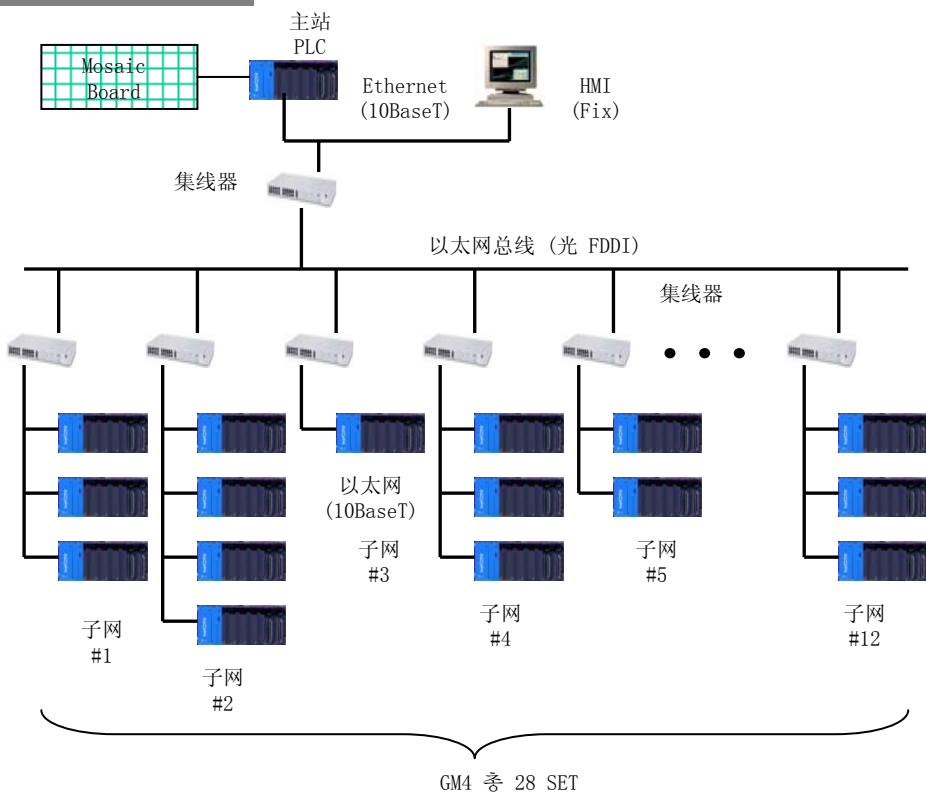 主站
PLC
Mosaic
Board
Ethernet
(10BaseT)
HMI
(Fix)
集线器
以太网总线 (光 FDDI)
集线器
以太网
(10BaseT)
子网
#3
子网
#5
子网
#1
子网
#4
子网
#12
子网
#2
GM4 총 28 SET